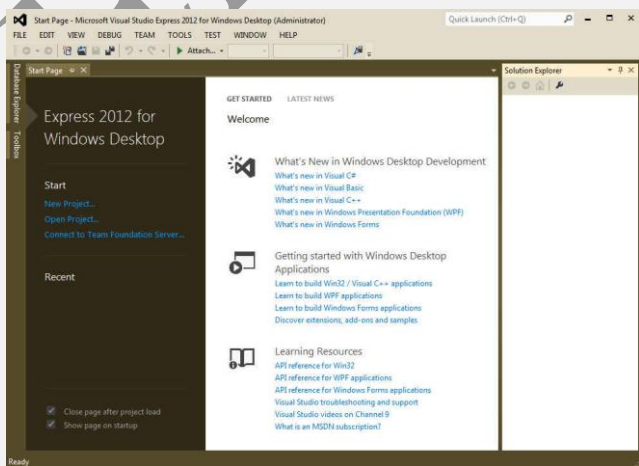 Start Page - Microsoft Visual Studio Express 2012 for Windows Desktop (Administrator)
Quick Launch (Ctrl+Q)
FILE EDIT VIEW DEBUG TEAM TOOLS TEST WINDOW HELP
Attach...
Database Explorer
Toolbox
Start Page
Solution Explorer
Express 2012 for
Windows Desktop
Start
New Project...
Open Project...
Connect to Team Foundation Server...
Recent
Close page after project load
Show page on startup
GET STARTED LATEST NEWS
Welcome
What's New in Windows Desktop Development
What's new in Visual C#
What's new in Visual Basic
What's new in Visual C++
What's new in Windows Presentation Foundation (WPF)
What's new in Windows Forms
Getting started with Windows Desktop
Applications
Learn to build Win32 / Visual C++ applications
Learn to build WPF applications
Learn to build Windows Forms applications
Discover extensions, add-ons and samples
Learning Resources
API reference for Win32
API reference for WPF applications
API reference for Windows Forms applications
Visual Studio troubleshooting and support
Visual Studio videos on Channel 9
What is an MSDN subscription?
Ready